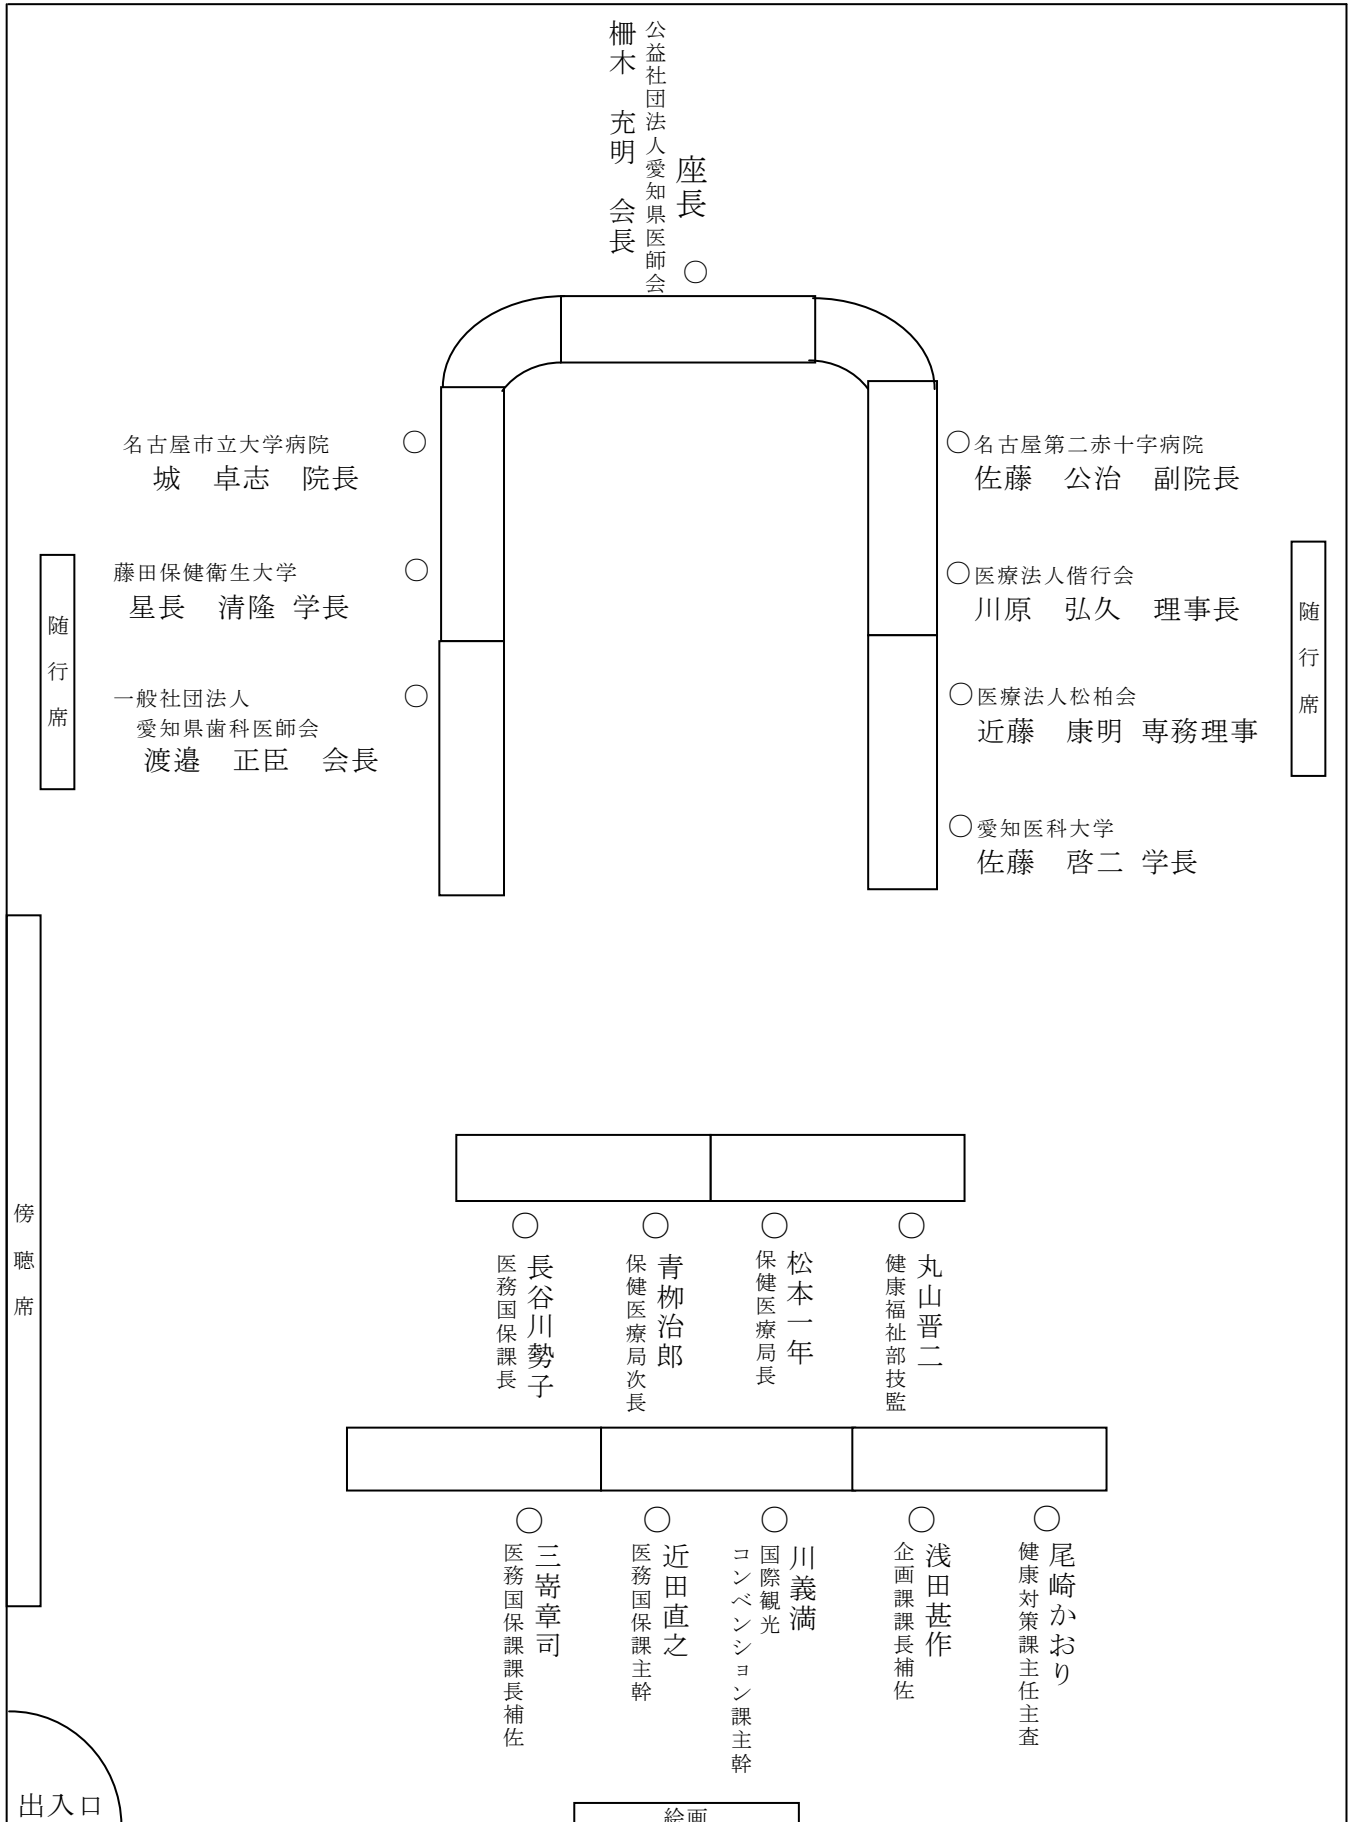 座長
公益社団法人愛知県医師会
柵木 充明 会長
名古屋市立大学病院
城 卓志 院長
藤田保健衛生大学
星長 清隆 学長
一般社団法人
愛知県歯科医師会
渡邉 正臣 会長
名古屋第二赤十字病院
佐藤 公治 副院長
医療法人偕行会
川原 弘久 理事長
医療法人松柏会
近藤 康明 専務理事
愛知医科大学
佐藤 啓二 学長
随行席
随行席
傍聴席
丸山晋二
健康福祉部技監
松本一年
保健医療局長
青栁治郎
保健医療局次長
長谷川勢子
医務国保課長
尾崎かおり
健康対策課主任主査
浅田甚作
企画課課長補佐
川義満
国際観光
コンベンション課主幹
近田直之
医務国保課主幹
三嵜章司
医務国保課課長補佐
出入口
絵画